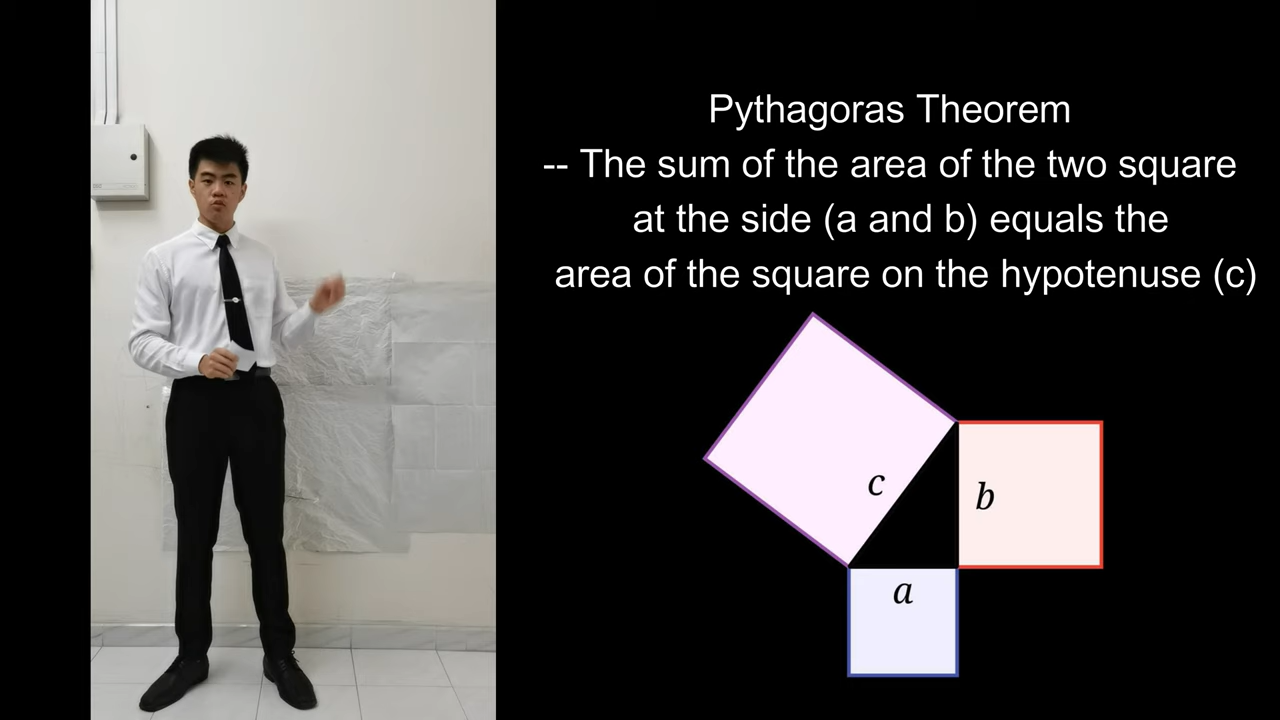 Pythagoras Theorem
-- The sum of the area of the two square
at the side (a and b) equals the
area of the square on the hypotenuse (c)
c
b
a